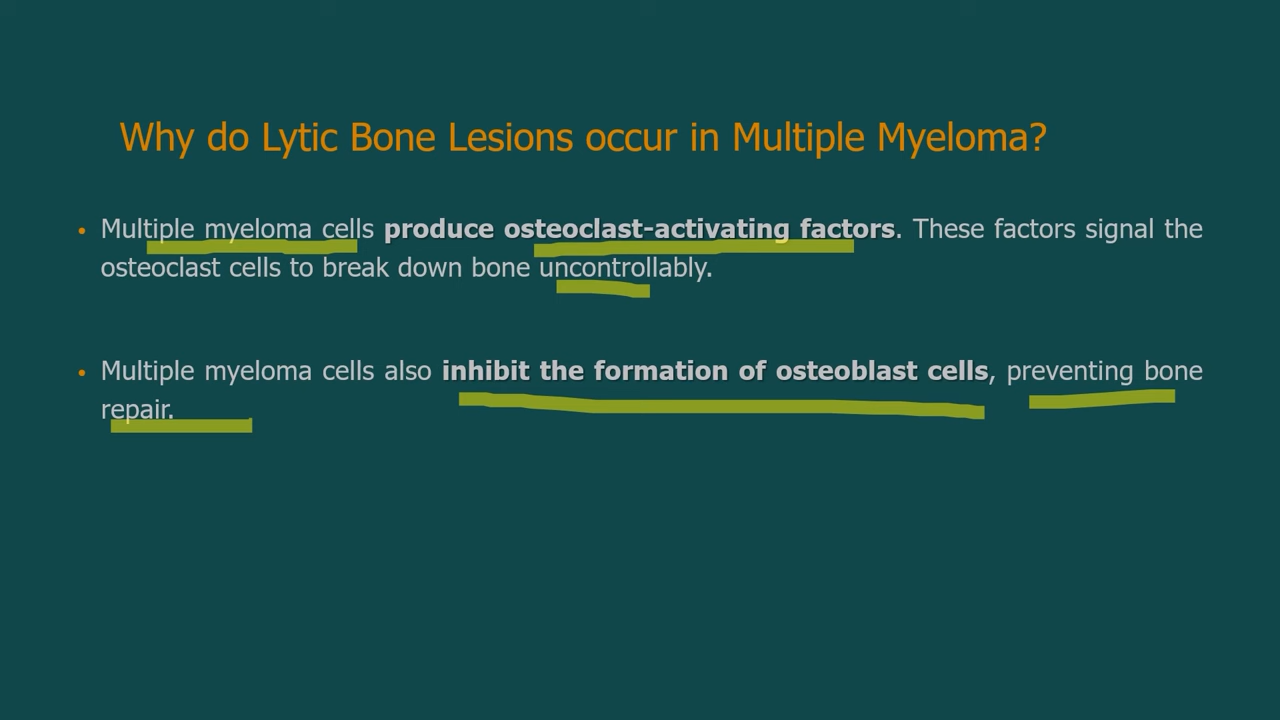 Why do Lytic Bone Lesions occur in Multiple Myeloma?
• Multiple myeloma cells produce osteoclast-activating factors. These factors signal the
osteoclast cells to break down bone uncontrollably.
• Multiple myeloma cells also inhibit the formation of osteoblast cells, preventing bone
repair.